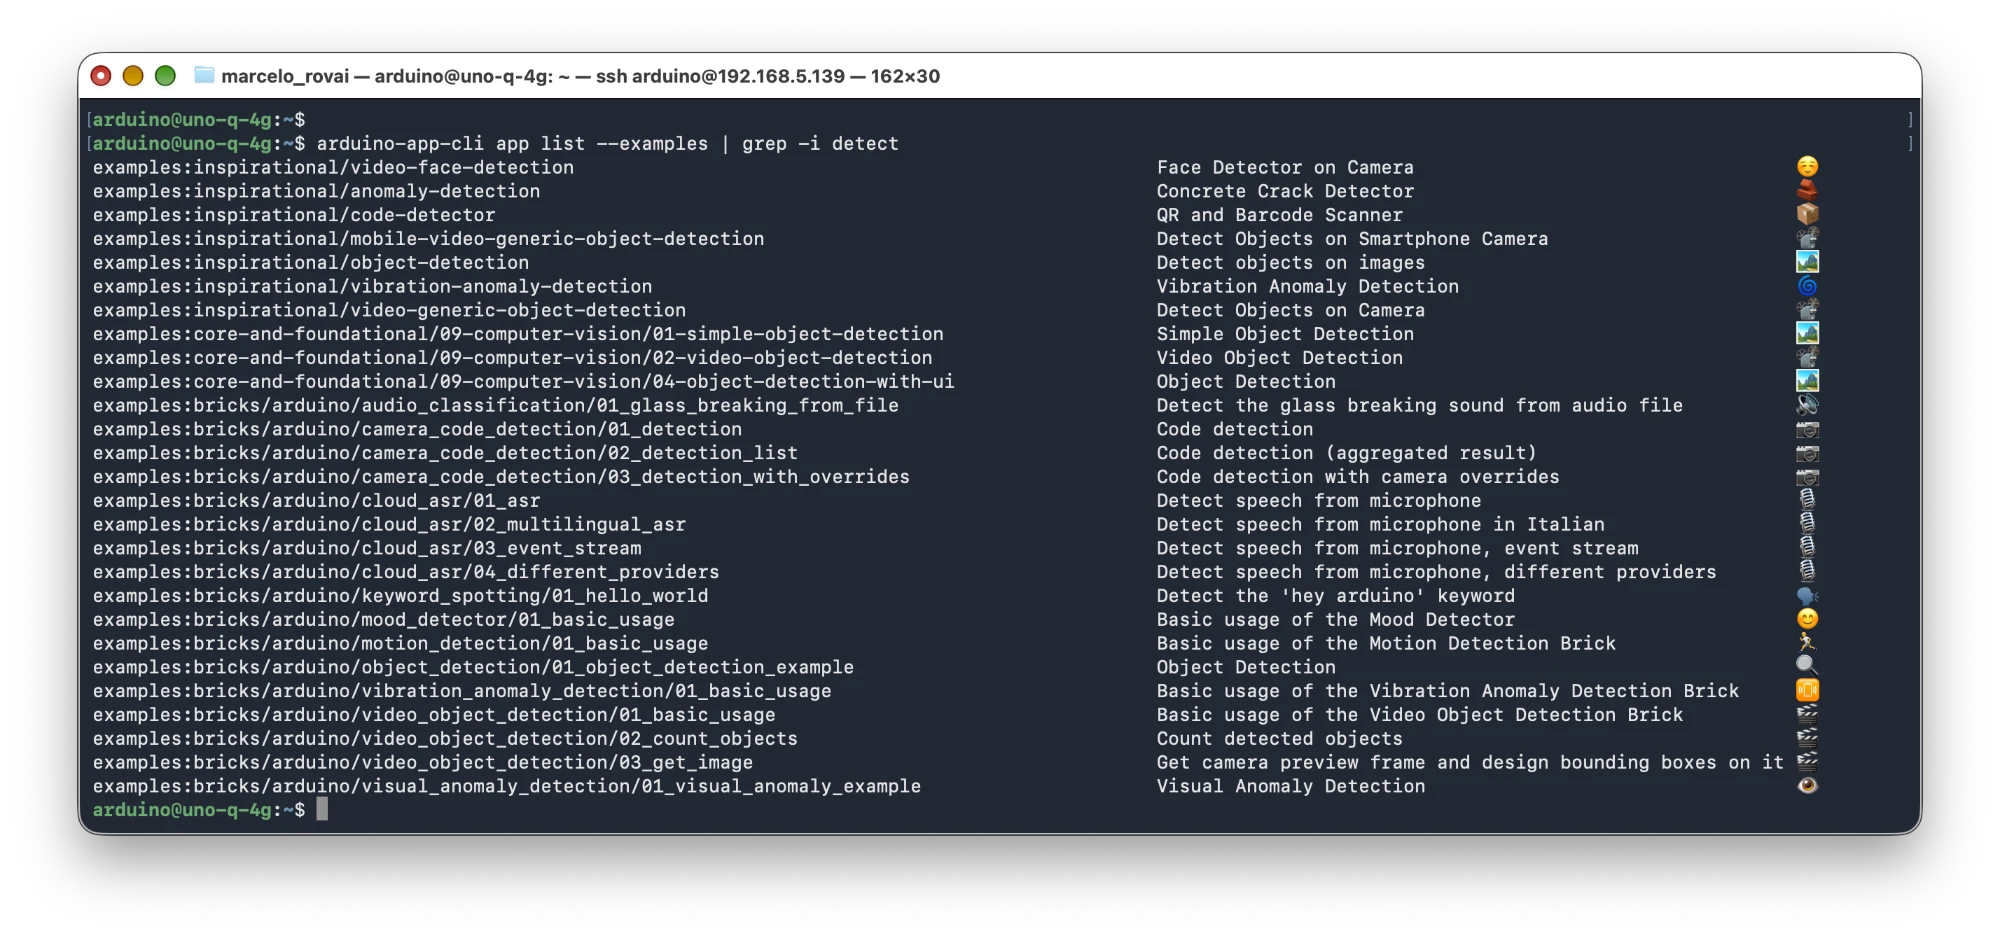 marcelo_rovai — arduino@uno-q-4g: ~ — ssh arduino@192.168.5.139 — 162×30
[arduino@uno-q-4g:~$ ]
[arduino@uno-q-4g:~$ arduino-app-cli app list --examples | grep -i detect ]
examples:inspirational/video-face-detection Face Detector on Camera ☺️
examples:inspirational/anomaly-detection Concrete Crack Detector 🧱
examples:inspirational/code-detector QR and Barcode Scanner 📦
examples:inspirational/mobile-video-generic-object-detection Detect Objects on Smartphone Camera 📽️
examples:inspirational/object-detection Detect objects on images 🏞️
examples:inspirational/vibration-anomaly-detection Vibration Anomaly Detection 🌀
examples:inspirational/video-generic-object-detection Detect Objects on Camera 📽️
examples:core-and-foundational/09-computer-vision/01-simple-object-detection Simple Object Detection 🏞️
examples:core-and-foundational/09-computer-vision/02-video-object-detection Video Object Detection 📽️
examples:core-and-foundational/09-computer-vision/04-object-detection-with-ui Object Detection 🏞️
examples:bricks/arduino/audio_classification/01_glass_breaking_from_file Detect the glass breaking sound from audio file 🔊
examples:bricks/arduino/camera_code_detection/01_detection Code detection 📷
examples:bricks/arduino/camera_code_detection/02_detection_list Code detection (aggregated result) 📷
examples:bricks/arduino/camera_code_detection/03_detection_with_overrides Code detection with camera overrides 📷
examples:bricks/arduino/cloud_asr/01_asr Detect speech from microphone 🎙️
examples:bricks/arduino/cloud_asr/02_multilingual_asr Detect speech from microphone in Italian 🎙️
examples:bricks/arduino/cloud_asr/03_event_stream Detect speech from microphone, event stream 🎙️
examples:bricks/arduino/cloud_asr/04_different_providers Detect speech from microphone, different providers 🎙️
examples:bricks/arduino/keyword_spotting/01_hello_world Detect the 'hey arduino' keyword 🗣️
examples:bricks/arduino/mood_detector/01_basic_usage Basic usage of the Mood Detector 😊
examples:bricks/arduino/motion_detection/01_basic_usage Basic usage of the Motion Detection Brick 🏃
examples:bricks/arduino/object_detection/01_object_detection_example Object Detection 🔍
examples:bricks/arduino/vibration_anomaly_detection/01_basic_usage Basic usage of the Vibration Anomaly Detection Brick 📳
examples:bricks/arduino/video_object_detection/01_basic_usage Basic usage of the Video Object Detection Brick 🎬
examples:bricks/arduino/video_object_detection/02_count_objects Count detected objects 🎬
examples:bricks/arduino/video_object_detection/03_get_image Get camera preview frame and design bounding boxes on it 🎬
examples:bricks/arduino/visual_anomaly_detection/01_visual_anomaly_example Visual Anomaly Detection 👁️
arduino@uno-q-4g:~$